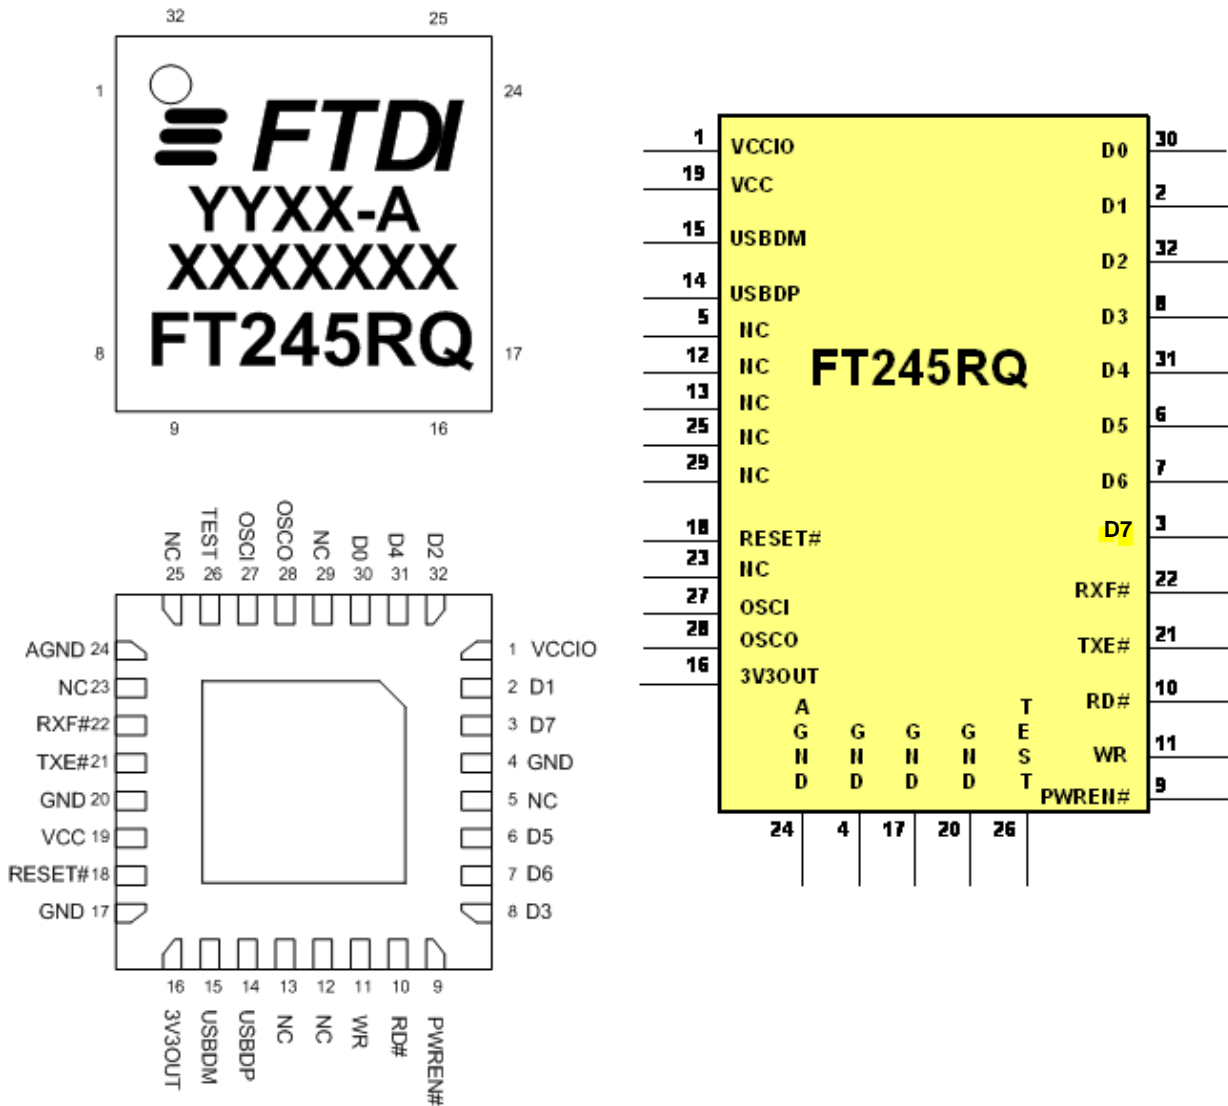 32 25
1 24
FTDI
YYXX-A
XXXXXXX
FT245RQ
8 17
9 16
NC TEST OSCI OSCO NC D0 D4 D2
25 26 27 28 29 30 31 32
AGND 24
NC 23
RXF# 22
TXE# 21
GND 20
VCC 19
RESET# 18
GND 17
1 VCCIO
2 D1
3 D7
4 GND
5 NC
6 D5
7 D6
8 D3
16 15 14 13 12 11 10 9
3V3OUT USBDM USBDP NC NC WR RD# PWREN#
1 VCCIO
19 VCC
15 USBDM
14 USBDP
5 NC
12 NC
13 NC
25 NC
29 NC
18 RESET#
23 NC
27 OSCI
28 OSCO
16 3V3OUT
FT245RQ
D0 30
D1 2
D2 32
D3 8
D4 31
D5 6
D6 7
D7 3
RXF# 22
TXE# 21
RD# 10
WR 11
PWREN# 9
AGND GND GND GND TEST
24 4 17 20 26